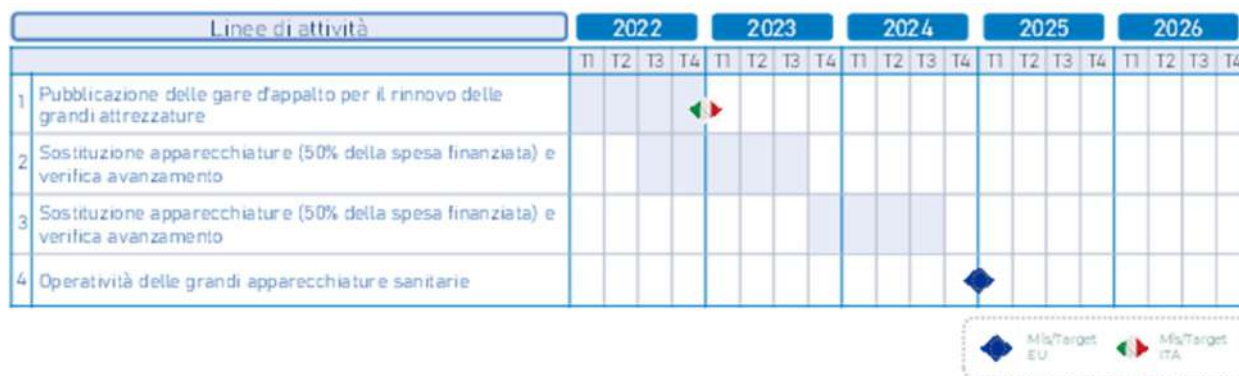 Linee di attività 2022 2023 2024 2025 2026
T1 T2 T3 T4 T1 T2 T3 T4 T1 T2 T3 T4 T1 T2 T3 T4 T1 T2 T3 T4
1 Pubblicazione delle gare d'appalto per il rinnovo delle
grandi attrezzature
2 Sostituzione apparecchiature (50% della spesa finanziata) e
verifica avanzamento
3 Sostituzione apparecchiature (50% della spesa finanziata) e
verifica avanzamento
4 Operatività delle grandi apparecchiature sanitarie
Mls/Target
EU
Mls/Target
ITA